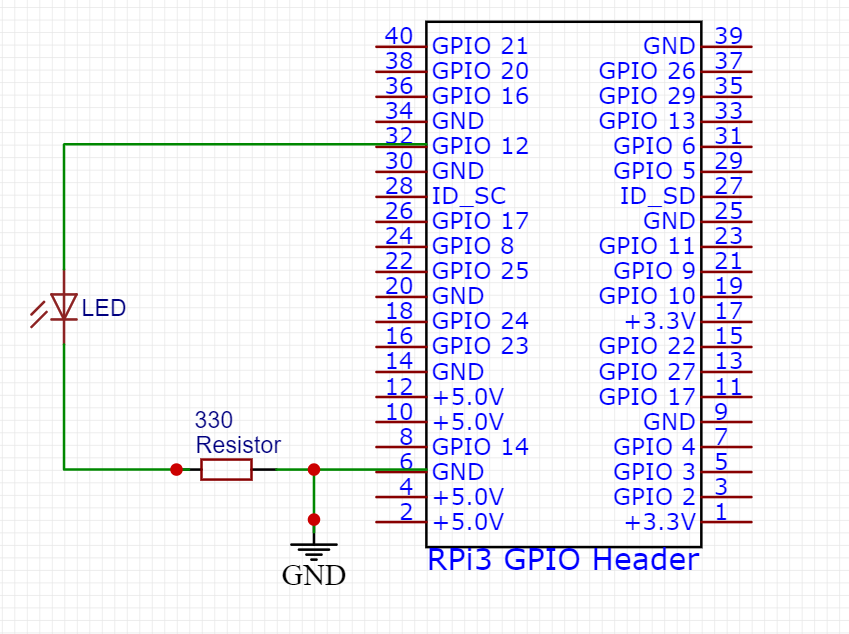 40 GPIO 21 GND 39
38 GPIO 20 GPIO 26 37
36 GPIO 16 GPIO 29 35
34 GND GPIO 13 33
32 GPIO 12 GPIO 6 31
30 GND GPIO 5 29
28 ID_SC ID_SD 27
26 GPIO 17 GND 25
24 GPIO 8 GPIO 11 23
22 GPIO 25 GPIO 9 21
20 GND GPIO 10 19
18 GPIO 24 +3.3V 17
16 GPIO 23 GPIO 22 15
14 GND GPIO 27 13
12 +5.0V GPIO 17 11
10 +5.0V GND 9
8 GPIO 14 GPIO 4 7
6 GND GPIO 3 5
4 +5.0V GPIO 2 3
2 +5.0V +3.3V 1
RPi3 GPIO Header
LED
330
Resistor
GND